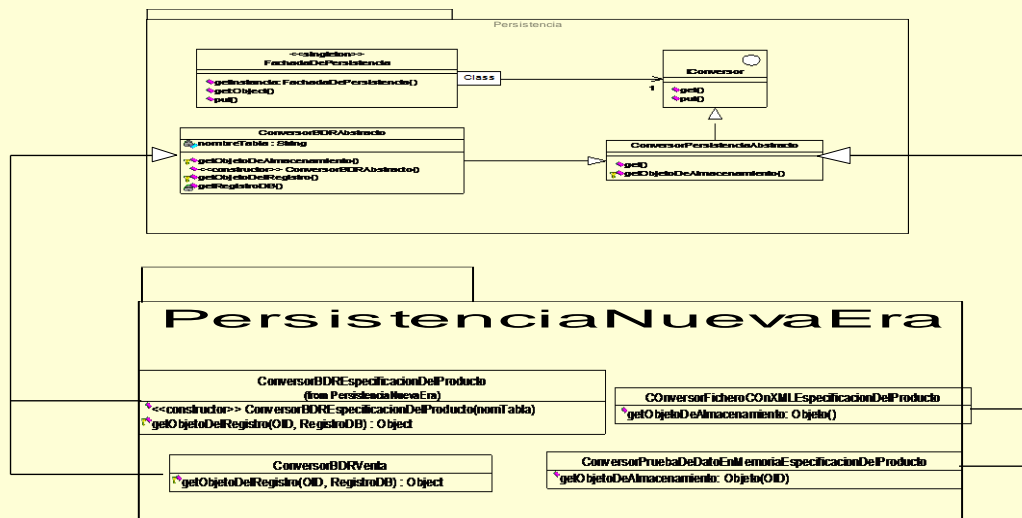 Persistencia
<<singleton>>
FachadaDePersistencia
getInstancia: FachadaDePersistencia()
getObject()
put()
Class
1
IConversor
get()
put()
ConversorBDRAbstracto
nombreTabla : String
getObjetoDeAlmacenamiento()
<<constructor>> ConversorBDRAbstracto()
getObjetoDelRegistro()
getRegistroDB()
ConversorPersistenciaAbstracto
get()
getObjetoDeAlmacenamiento()
PersistenciaNuevaEra
ConversorBDREspecificacionDelProducto
(from PersistenciaNuevaEra)
<<constructor>> ConversorBDREspecificacionDelProducto(nomTabla)
getObjetoDelRegistro(OID, RegistroDB) : Object
COnversorFicheroCOnXMLEspecificacionDelProducto
getObjetoDeAlmacenamiento: Objeto()
ConversorBDRVenta
getObjetoDelRegistro(OID, RegistroDB) : Object
ConversorPruebaDeDatoEnMemoriaEspecificacionDelProducto
getObjetoDeAlmacenamiento: Objeto(OID)